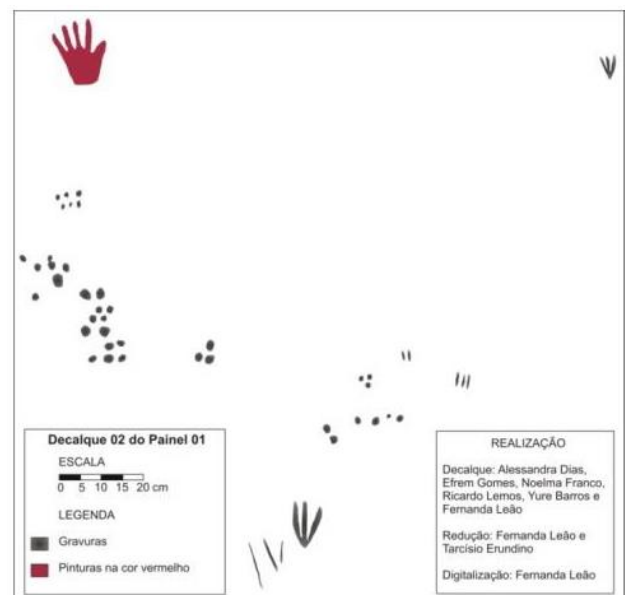 Decalque 02 do Painel 01
ESCALA
0 5 10 15 20 cm
LEGENDA
Gravuras
Pinturas na cor vermelho
REALIZAÇÃO
Decalque: Alessandra Dias,
Efrem Gomes, Noelma Franco,
Ricardo Lemos, Yure Barros e
Fernanda Leão
Redução: Fernanda Leão e
Tarcísio Erundino
Digitalização: Fernanda Leão